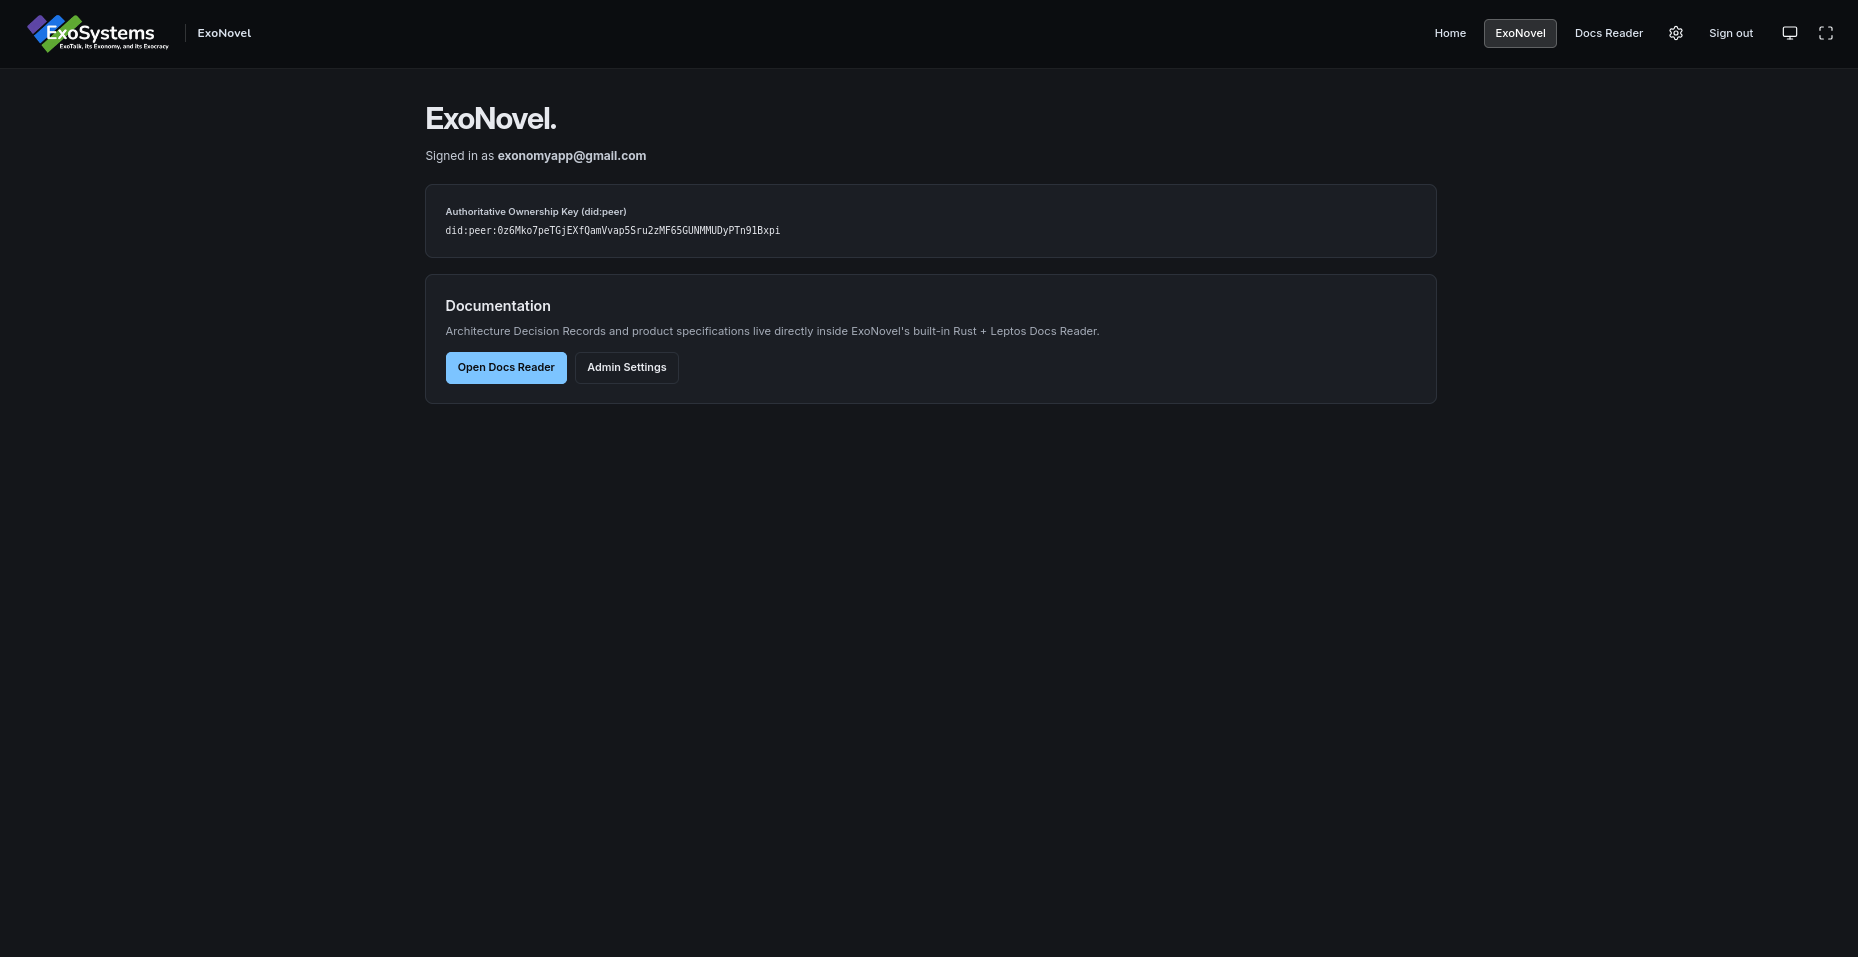 ExoSystems
ExoTalk, its Exonomy, and its Exocracy
ExoNovel
Home
ExoNovel
Docs Reader
Sign out
ExoNovel.
Signed in as exonomyapp@gmail.com
Authoritative Ownership Key (did:peer)
did:peer:0z6Mko7peTGjEXfQamVvap5Sru2zMF65GUNMMUDyPTn91Bxpi
Documentation
Architecture Decision Records and product specifications live directly inside ExoNovel's built-in Rust + Leptos Docs Reader.
Open Docs Reader
Admin Settings